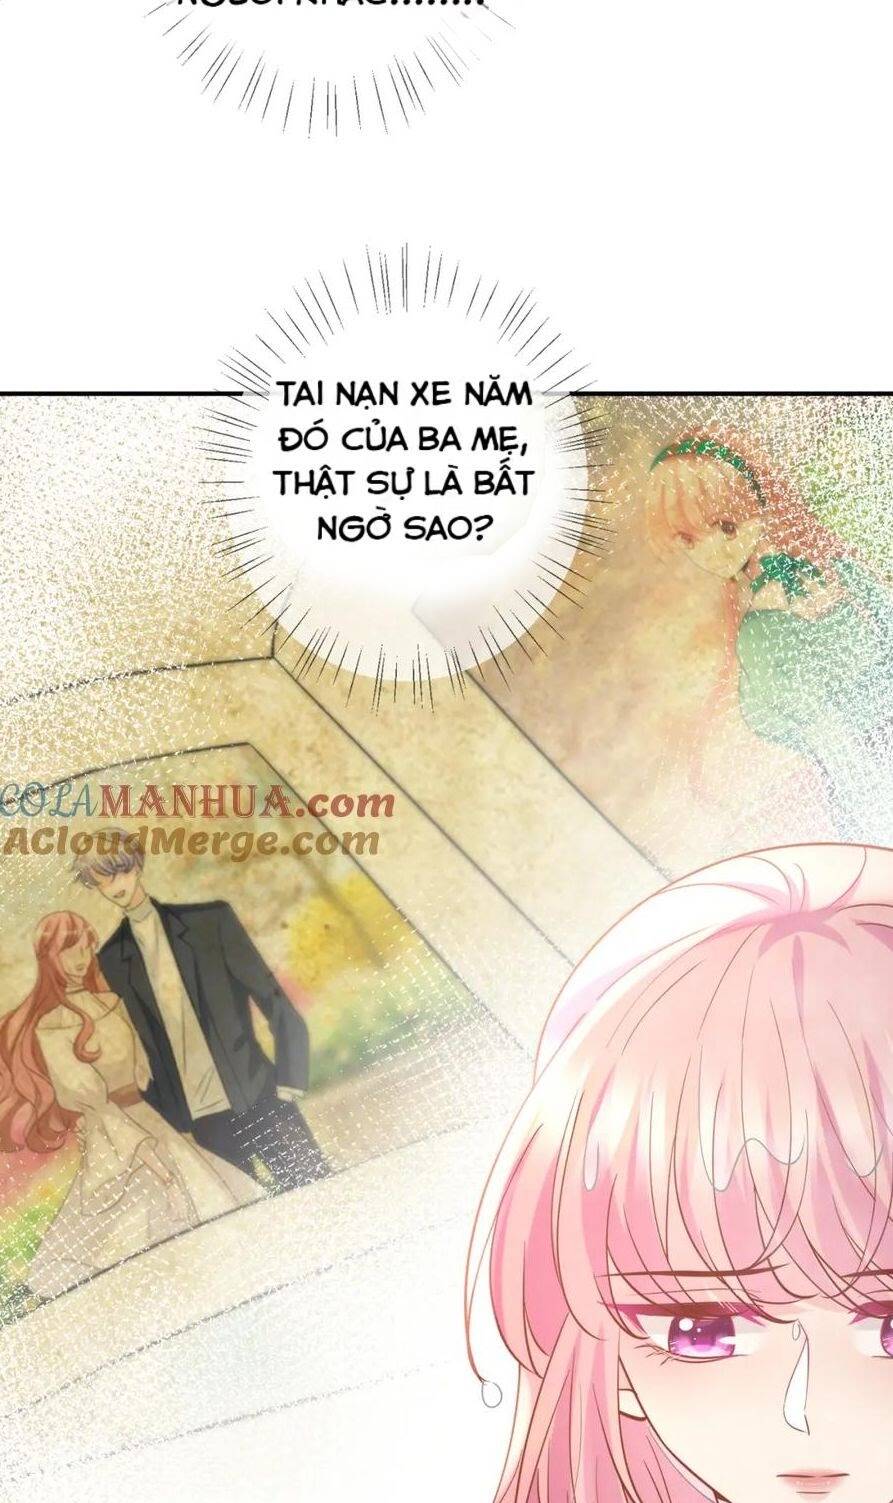 TAI NẠN XE NĂM
ĐÓ CỦA BA MẸ,
THẬT SỰ LÀ BẤT
NGỜ SAO?
COLAMANHUA.com
ACloudMerge.com